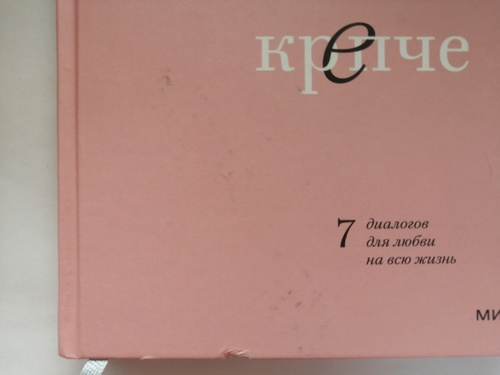 крепче
7 диалогов
для любви
на всю жизнь
МИ